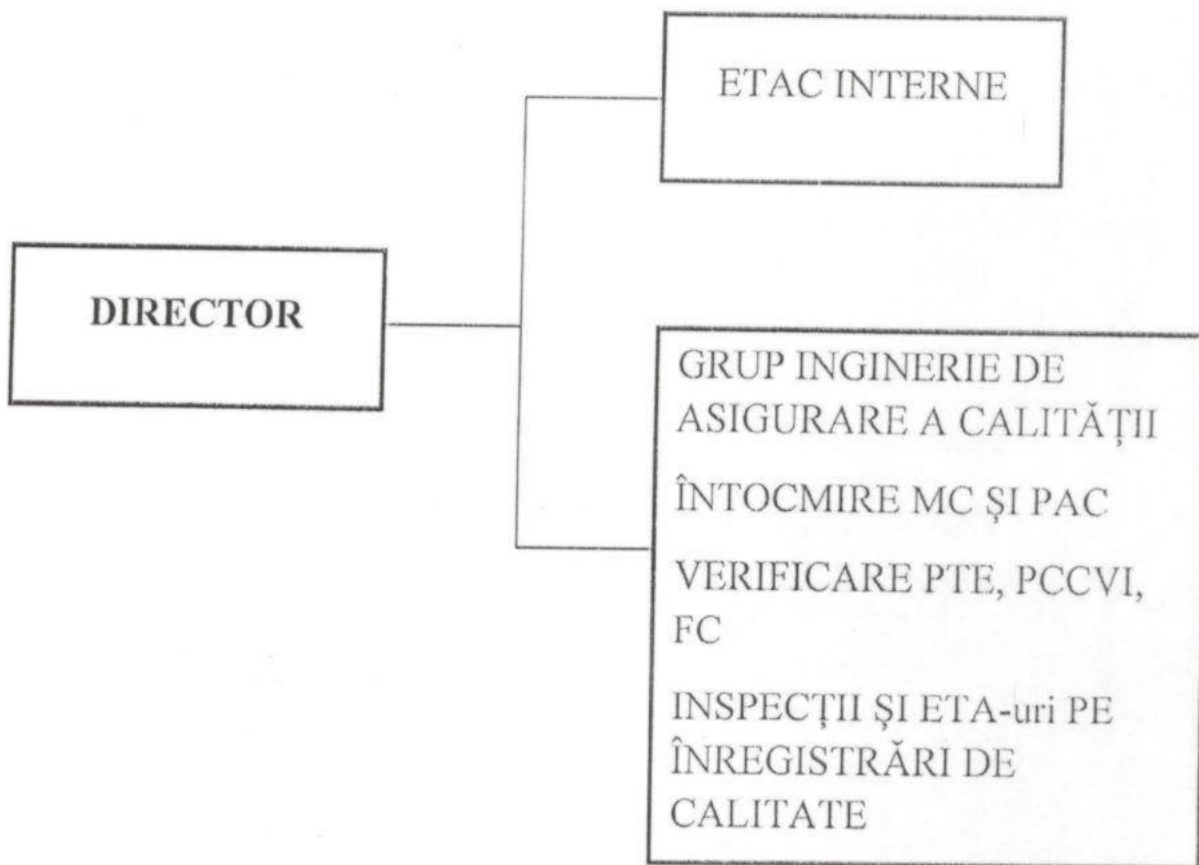 ETAC INTERNE
DIRECTOR
GRUP INGINERIE DE
ASIGURARE A CALITĂȚII
ÎNTOCMIRE MC ȘI PAC
VERIFICARE PTE, PCCVI,
FC
INSPECȚII ȘI ETA-uri PE
ÎNREGISTRĂRI DE
CALITATE